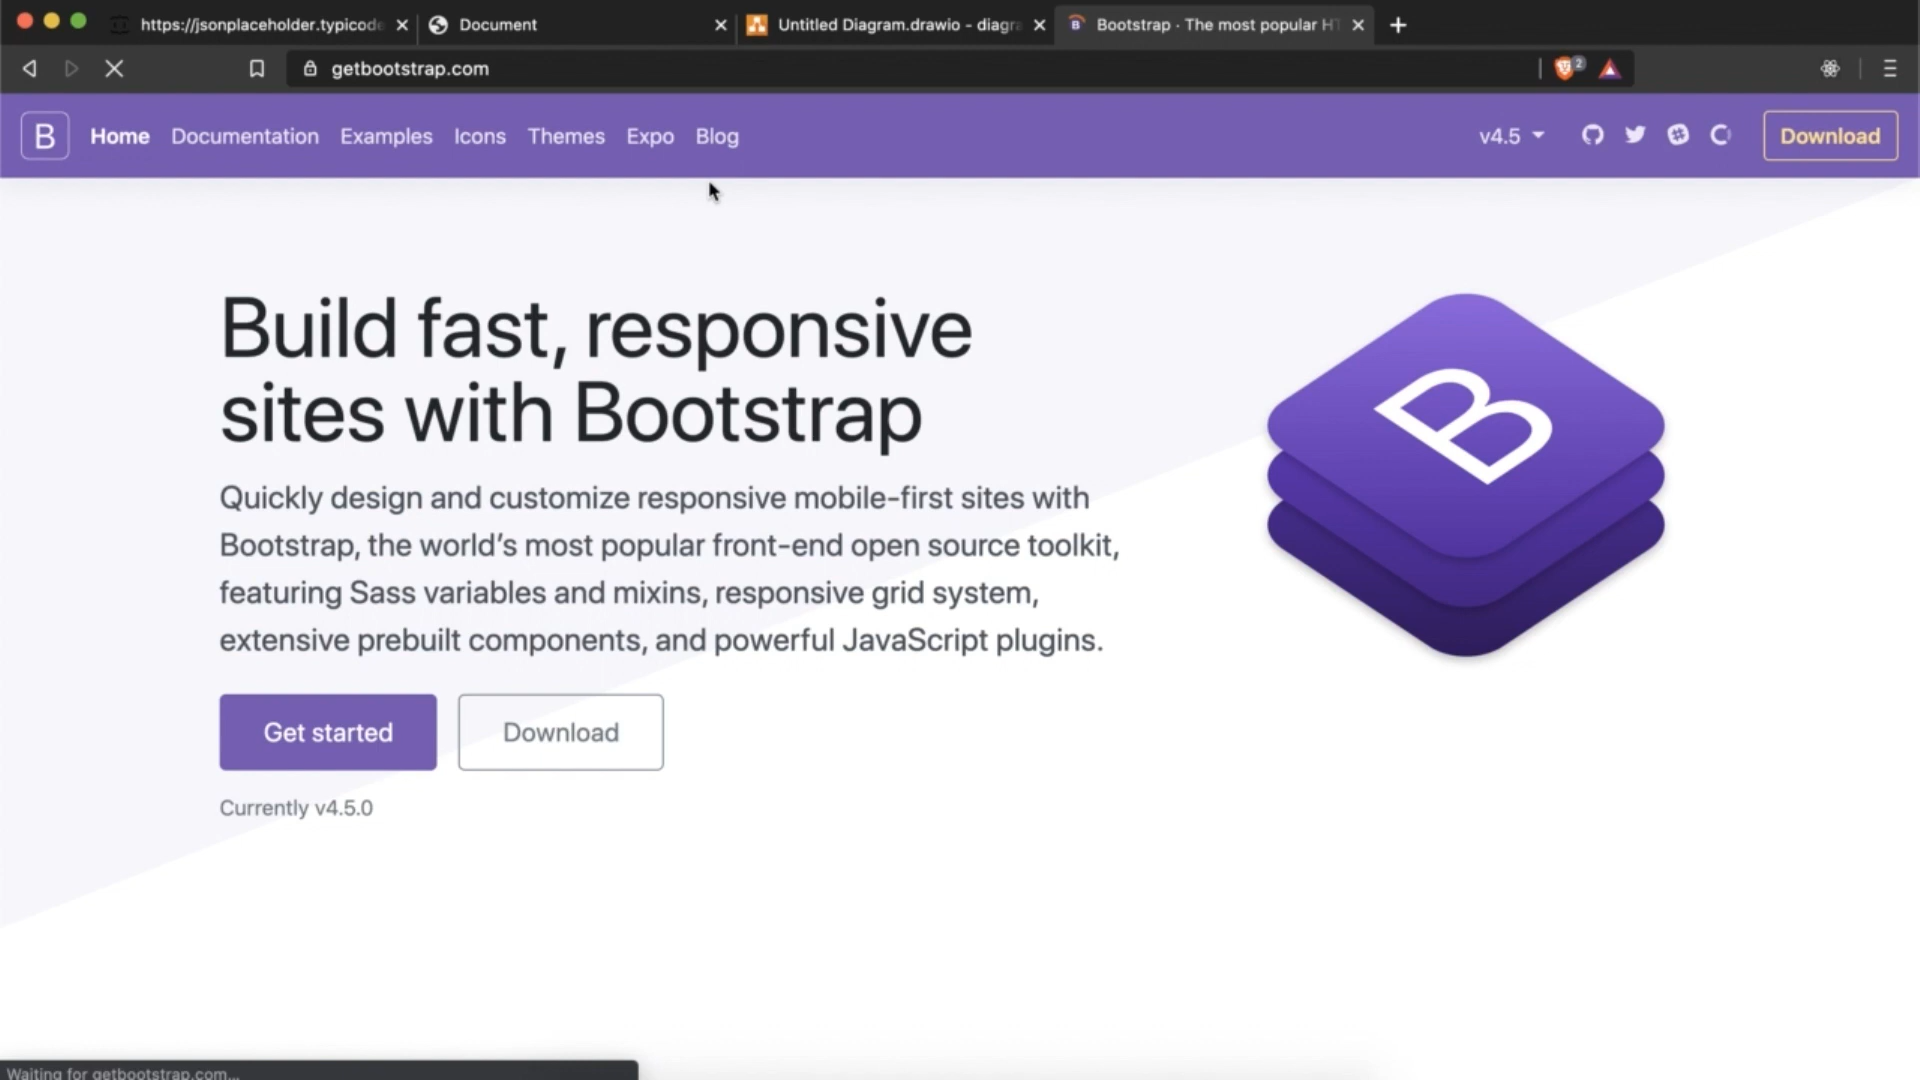 https://jsonplaceholder.typicode
Document
Untitled Diagram.drawio - diagra
Bootstrap · The most popular HT
getbootstrap.com
2
B
Home
Documentation
Examples
Icons
Themes
Expo
Blog
v4.5
Download
Build fast, responsive
sites with Bootstrap
B
Quickly design and customize responsive mobile-first sites with
Bootstrap, the world’s most popular front-end open source toolkit,
featuring Sass variables and mixins, responsive grid system,
extensive prebuilt components, and powerful JavaScript plugins.
Get started
Download
Currently v4.5.0
Waiting for getbootstrap.com...